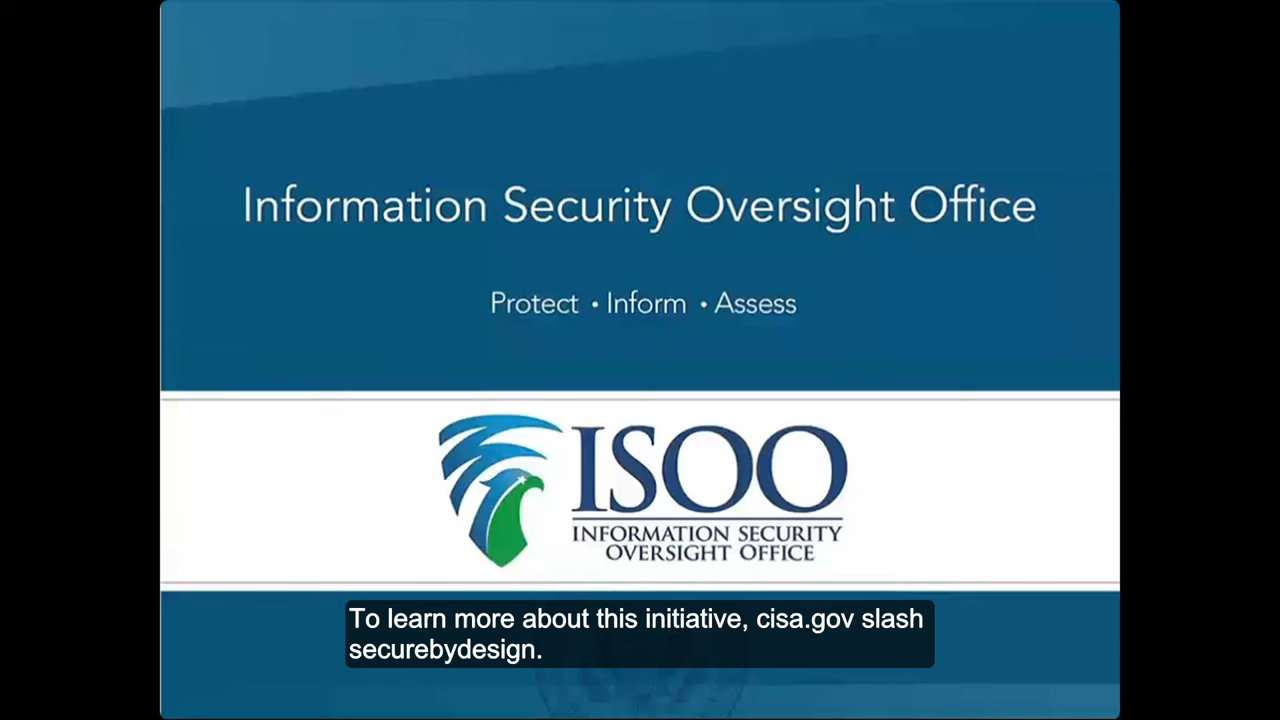 Information Security Oversight Office
Protect • Inform • Assess
ISOO
INFORMATION SECURITY
OVERSIGHT OFFICE
To learn more about this initiative, cisa.gov slash
securebydesign.